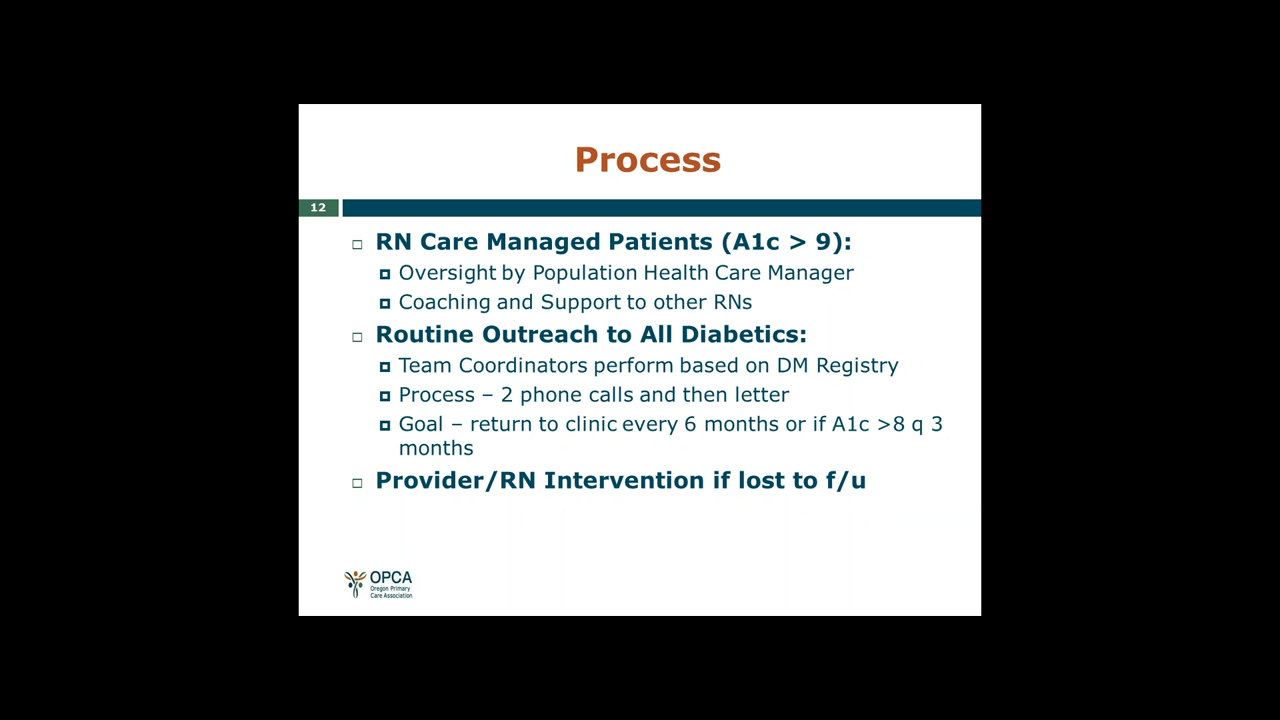 Process
12
RN Care Managed Patients (A1c > 9):
Oversight by Population Health Care Manager
Coaching and Support to other RNs
Routine Outreach to All Diabetics:
Team Coordinators perform based on DM Registry
Process – 2 phone calls and then letter
Goal – return to clinic every 6 months or if A1c >8 q 3
months
Provider/RN Intervention if lost to f/u
OPCA
Oregon Primary
Care Association